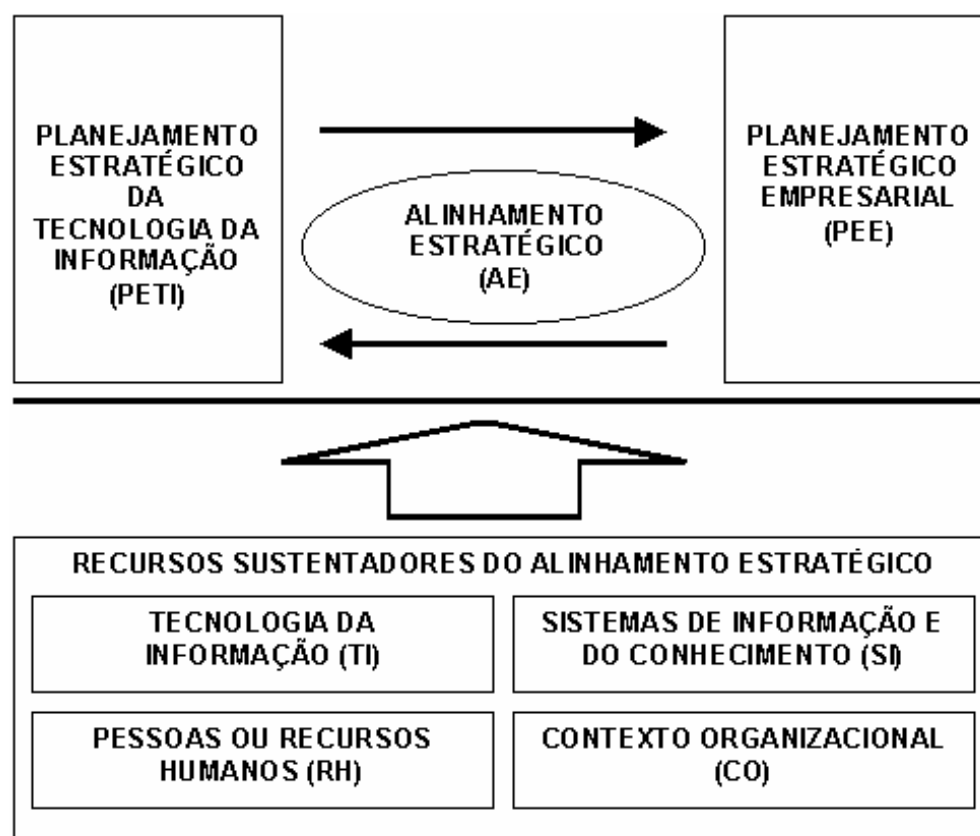 PLANEJAMENTO
ESTRATÉGICO
DA
TECNOLOGIA DA
INFORMAÇÃO
(PETI)
ALINHAMENTO
ESTRATÉGICO
(AE)
PLANEJAMENTO
ESTRATÉGICO
EMPRESARIAL
(PEE)
RECURSOS SUSTENTADORES DO ALINHAMENTO ESTRATÉGICO
TECNOLOGIA DA
INFORMAÇÃO (TI)
SISTEMAS DE INFORMAÇÃO E
DO CONHECIMENTO (SI)
PESSOAS OU RECURSOS
HUMANOS (RH)
CONTEXTO ORGANIZACIONAL
(CO)